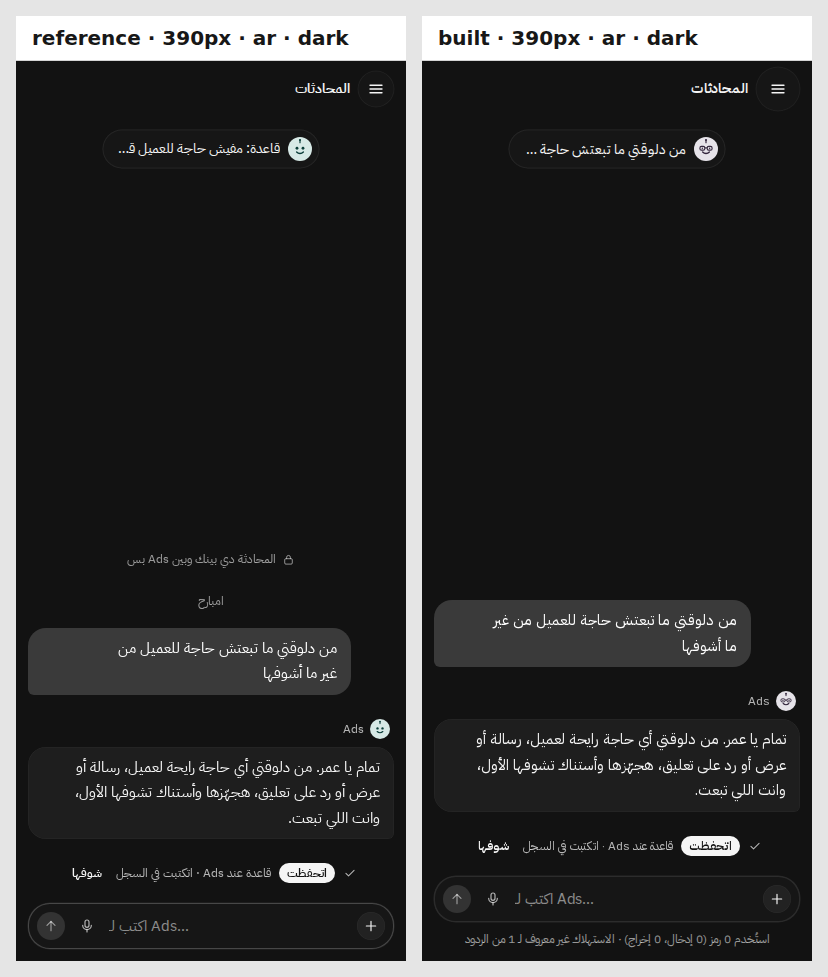 reference · 390px · ar · dark
المحادثات
قاعدة: مفيش حاجة للعميل ق...
المحادثة دي بينك وبين Ads بس
امبارح
من دلوقتي ما تبعتش حاجة للعميل من
غير ما أشوفها
Ads
تمام يا عمر. من دلوقتي أي حاجة رايحة لعميل، رسالة أو
عرض أو رد على تعليق، هجهّزها وأستناك تشوفها الأول،
وانت اللي تبعت.
اتحفظت قاعدة عند Ads · اتكتبت في السجل شوفها
اكتب لـ Ads...
built · 390px · ar · dark
المحادثات
من دلوقتي ما تبعتش حاجة ...
من دلوقتي ما تبعتش حاجة للعميل من غير
ما أشوفها
Ads
تمام يا عمر. من دلوقتي أي حاجة رايحة لعميل، رسالة أو
عرض أو رد على تعليق، هجهّزها وأستناك تشوفها الأول،
وانت اللي تبعت.
اتحفظت قاعدة عند Ads · اتكتبت في السجل شوفها
اكتب لـ Ads...
استُخدم 0 رمز (0 إدخال، 0 إخراج) · الاستهلاك غير معروف لـ 1 من الردود